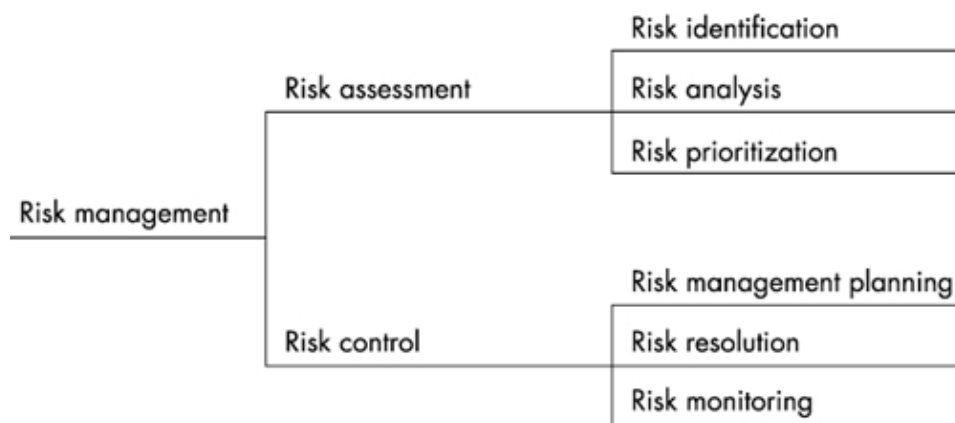 Risk identification
Risk assessment
Risk analysis
Risk prioritization
Risk management
Risk management planning
Risk control
Risk resolution
Risk monitoring